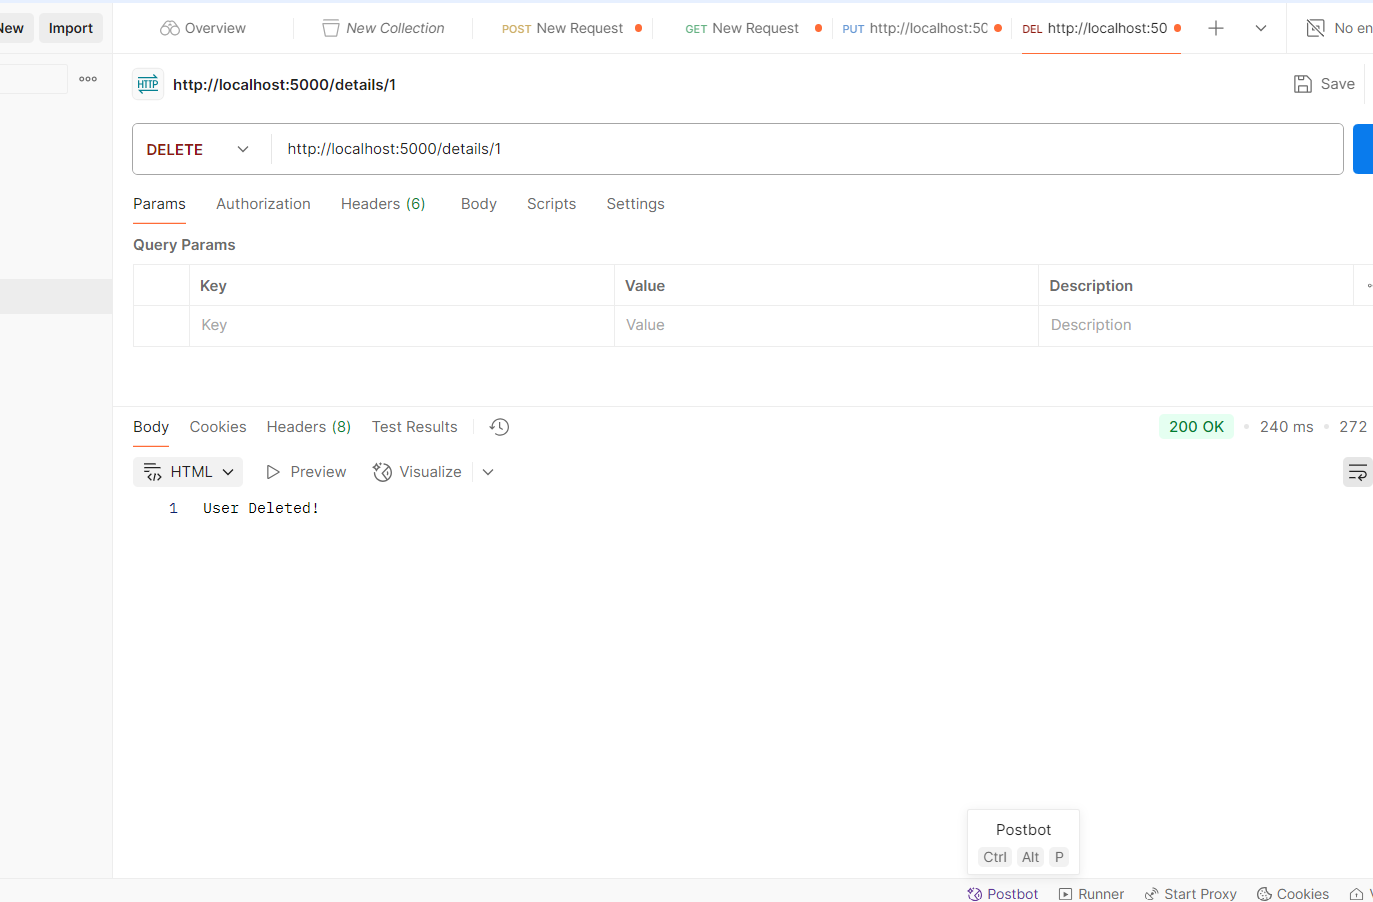 New Import Overview New Collection POST New Request GET New Request PUT http://localhost:50 DEL http://localhost:50 No en
HTTP http://localhost:5000/details/1 Save
DELETE http://localhost:5000/details/1
Params Authorization Headers (6) Body Scripts Settings
Query Params
Key Value Description
Key Value Description
Body Cookies Headers (8) Test Results 200 OK 240 ms 272
HTML Preview Visualize
1 User Deleted!
Postbot
Ctrl Alt P
Postbot Runner Start Proxy Cookies